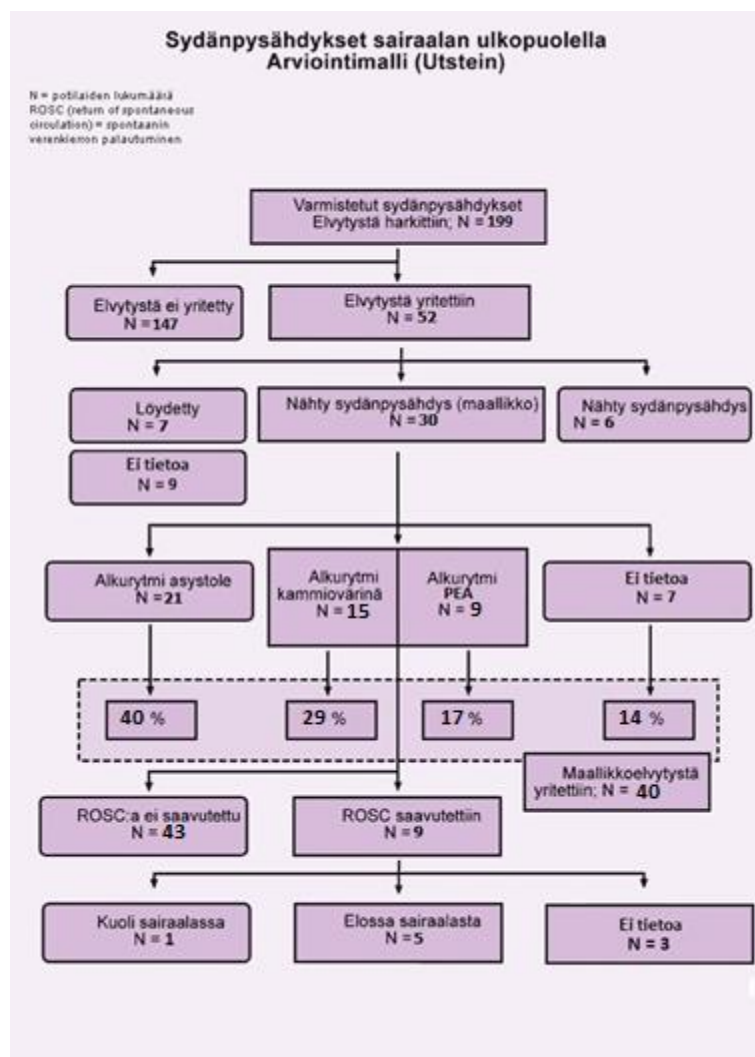 Sydänpysähdykset sairaalan ulkopuolella
Arviointimalli (Utstein)
N = potilaiden lukumäärä
ROSC (return of spontaneous
circulation) = spontaanin
verenkierron palautuminen
Varmistetut sydänpysähdykset
Elvytystä harkittiin; N = 199
Elvytystä ei yritetty
N = 147
Elvytystä yritettiin
N = 52
Löydetty
N = 7
Nähty sydänpysähdys (maallikko)
N = 30
Nähty sydänpysähdys
N = 6
Ei tietoa
N = 9
Alkurytmi asystole
N = 21
Alkurytmi
kammiovärinä
N = 15
Alkurytmi
PEA
N = 9
Ei tietoa
N = 7
40 %
29 %
17 %
14 %
Maallikkoelvytystä
yritettiin; N = 40
ROSC:a ei saavutettu
N = 43
ROSC saavutettiin
N = 9
Kuoli sairaalassa
N = 1
Elossa sairaalasta
N = 5
Ei tietoa
N = 3